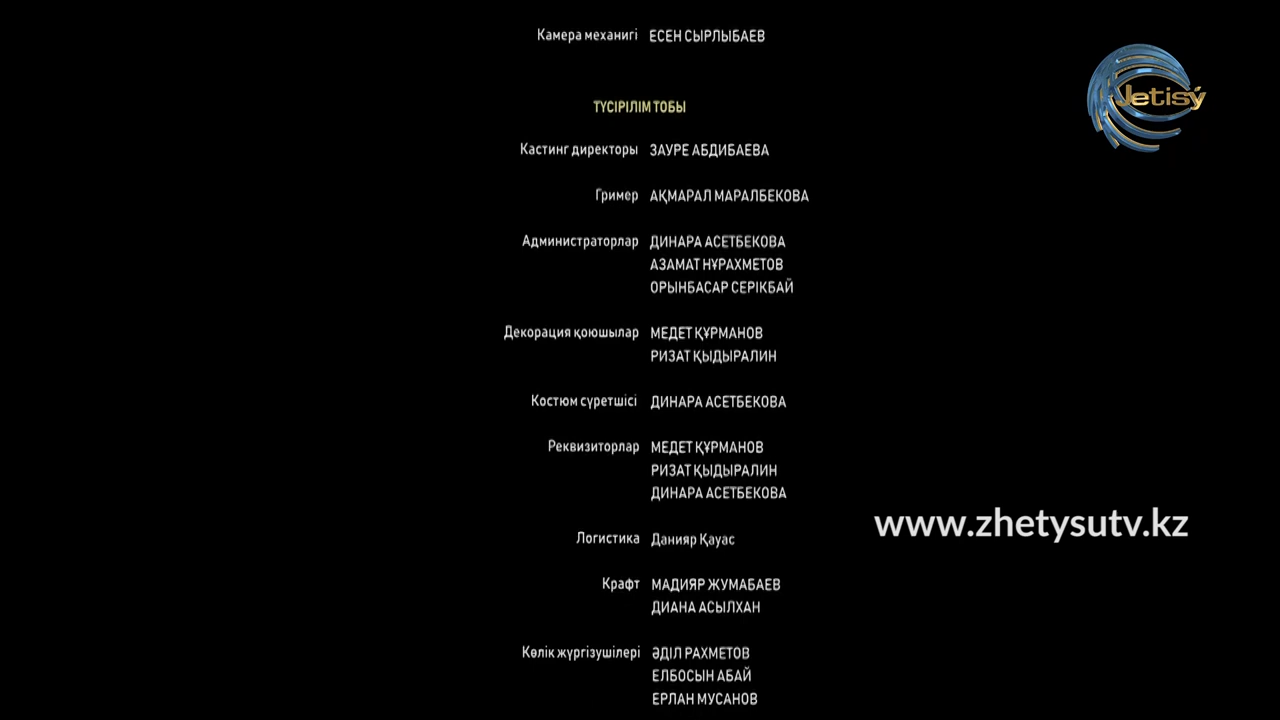 Камера механигі ЕСЕН СЫРЛЫБАЕВ
Jetisý
ТҮСІРІЛІМ ТОБЫ
Кастинг директоры ЗАУРЕ АБДИБАЕВА
Гример АҚМАРАЛ МАРАЛБЕКОВА
Администраторлар ДИНАРА АСЕТБЕКОВА
АЗАМАТ НҰРАХМЕТОВ
ОРЫНБАСАР СЕРІКБАЙ
Декорация қоюшылар МЕДЕТ ҚҰРМАНОВ
РИЗАТ ҚЫДЫРАЛИН
Костюм суретшісі ДИНАРА АСЕТБЕКОВА
Реквизиторлар МЕДЕТ ҚҰРМАНОВ
РИЗАТ ҚЫДЫРАЛИН
ДИНАРА АСЕТБЕКОВА
www.zhetysutv.kz
Логистика Данияр Қауас
Крафт МАДИЯР ЖУМАБАЕВ
ДИАНА АСЫЛХАН
Көлік жүргізушілері ӘДІЛ РАХМЕТОВ
ЕЛБОСЫН АБАЙ
ЕРЛАН МУСАНОВ